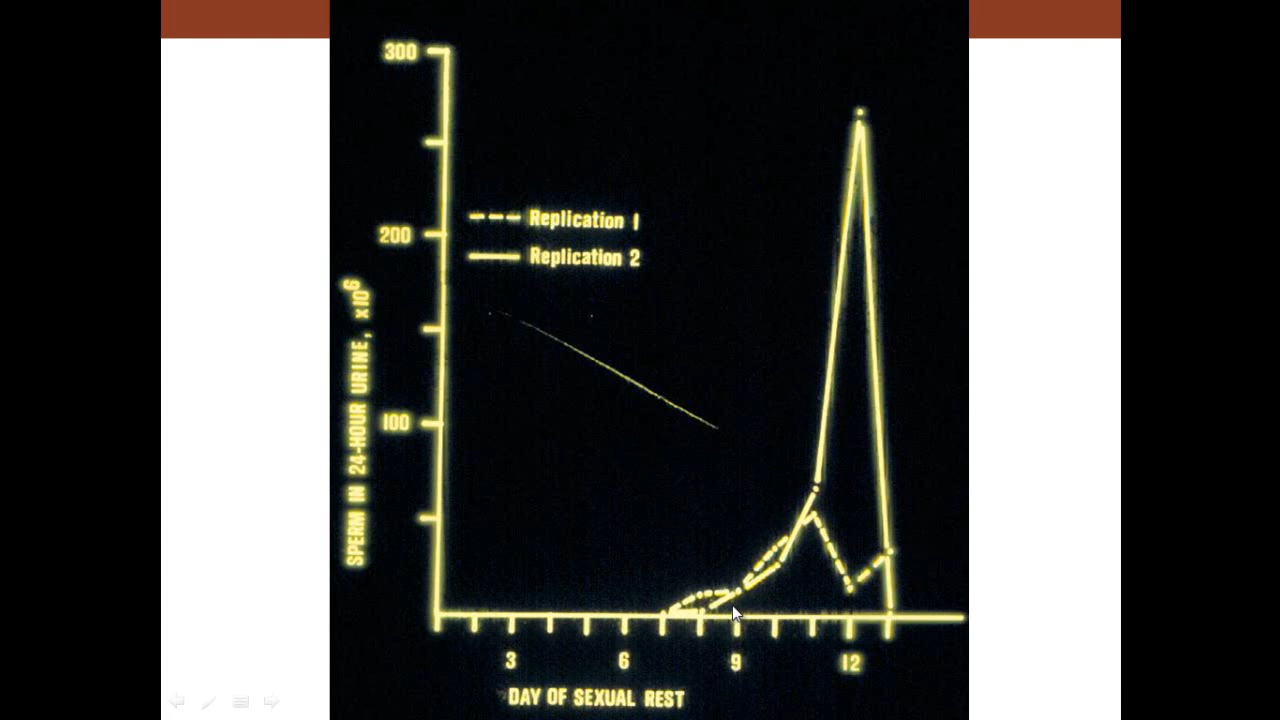 300
200
100
Replication 1
Replication 2
SPERM IN 24-HOUR URINE, x10⁶
3 6 9 12
DAY OF SEXUAL REST